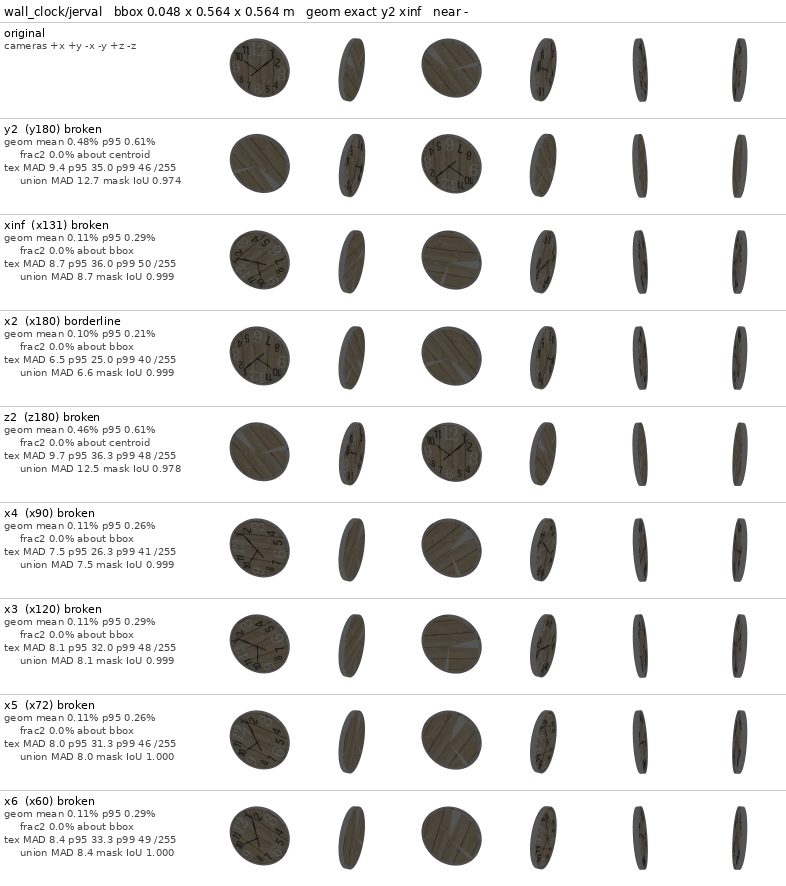 wall_clock/jerval bbox 0.048 x 0.564 x 0.564 m geom exact y2 xinf near -
original
cameras +x +y -x -y +z -z
y2 (y180) broken
geom mean 0.48% p95 0.61%
frac2 0.0% about centroid
tex MAD 9.4 p95 35.0 p99 46 /255
union MAD 12.7 mask IoU 0.974
xinf (x131) broken
geom mean 0.11% p95 0.29%
frac2 0.0% about bbox
tex MAD 8.7 p95 36.0 p99 50 /255
union MAD 8.7 mask IoU 0.999
x2 (x180) borderline
geom mean 0.10% p95 0.21%
frac2 0.0% about bbox
tex MAD 6.5 p95 25.0 p99 40 /255
union MAD 6.6 mask IoU 0.999
z2 (z180) broken
geom mean 0.46% p95 0.61%
frac2 0.0% about centroid
tex MAD 9.7 p95 36.3 p99 48 /255
union MAD 12.5 mask IoU 0.978
x4 (x90) broken
geom mean 0.11% p95 0.26%
frac2 0.0% about bbox
tex MAD 7.5 p95 26.3 p99 41 /255
union MAD 7.5 mask IoU 0.999
x3 (x120) broken
geom mean 0.11% p95 0.29%
frac2 0.0% about bbox
tex MAD 8.1 p95 32.0 p99 48 /255
union MAD 8.1 mask IoU 0.999
x5 (x72) broken
geom mean 0.11% p95 0.26%
frac2 0.0% about bbox
tex MAD 8.0 p95 31.3 p99 46 /255
union MAD 8.0 mask IoU 1.000
x6 (x60) broken
geom mean 0.11% p95 0.29%
frac2 0.0% about bbox
tex MAD 8.4 p95 33.3 p99 49 /255
union MAD 8.4 mask IoU 1.000